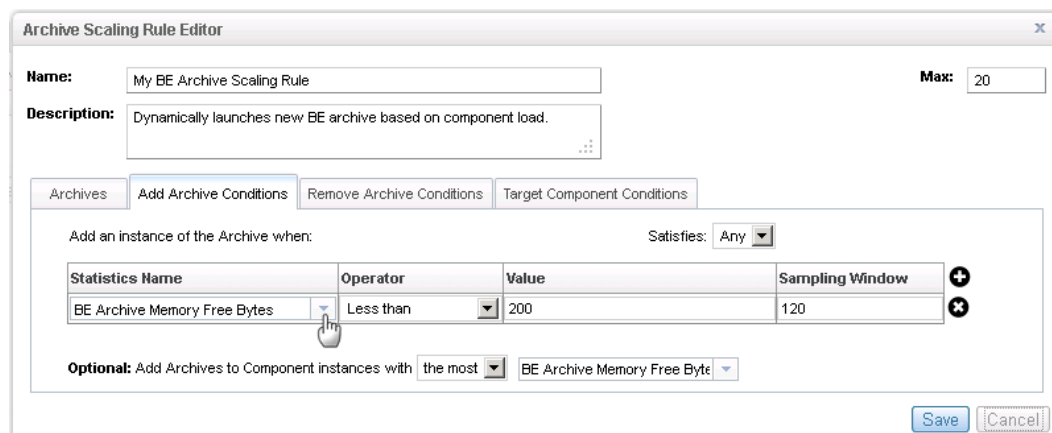 Archive Scaling Rule Editor x
Name: My BE Archive Scaling Rule Max: 20
Description: Dynamically launches new BE archive based on component load.
Archives Add Archive Conditions Remove Archive Conditions Target Component Conditions
Add an instance of the Archive when: Satisfies: Any
Statistics Name Operator Value Sampling Window
BE Archive Memory Free Bytes Less than 200 120
Optional: Add Archives to Component instances with the most BE Archive Memory Free Byte
Save Cancel